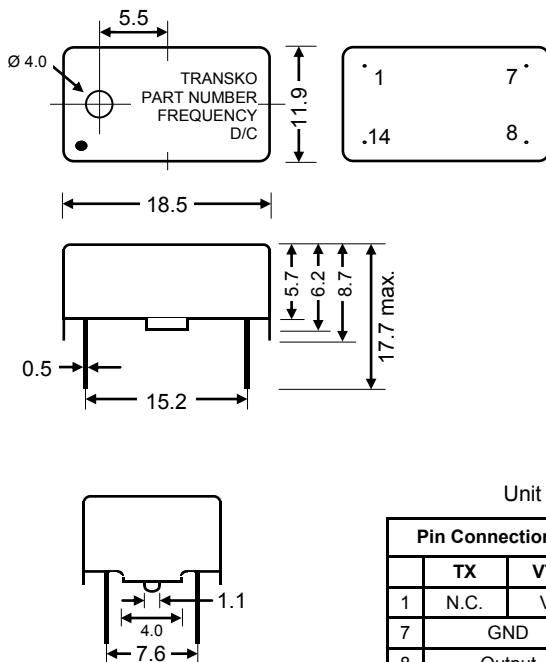 5.5
Ø 4.0
TRANSKO
PART NUMBER
FREQUENCY
D/C
11.9
1 7
14 8
18.5
5.7
6.2
8.7
17.7 max.
0.5
15.2
Unit
Pin Connection
TX
1 N.C. V
7 GND
1.1
4.0
7.6